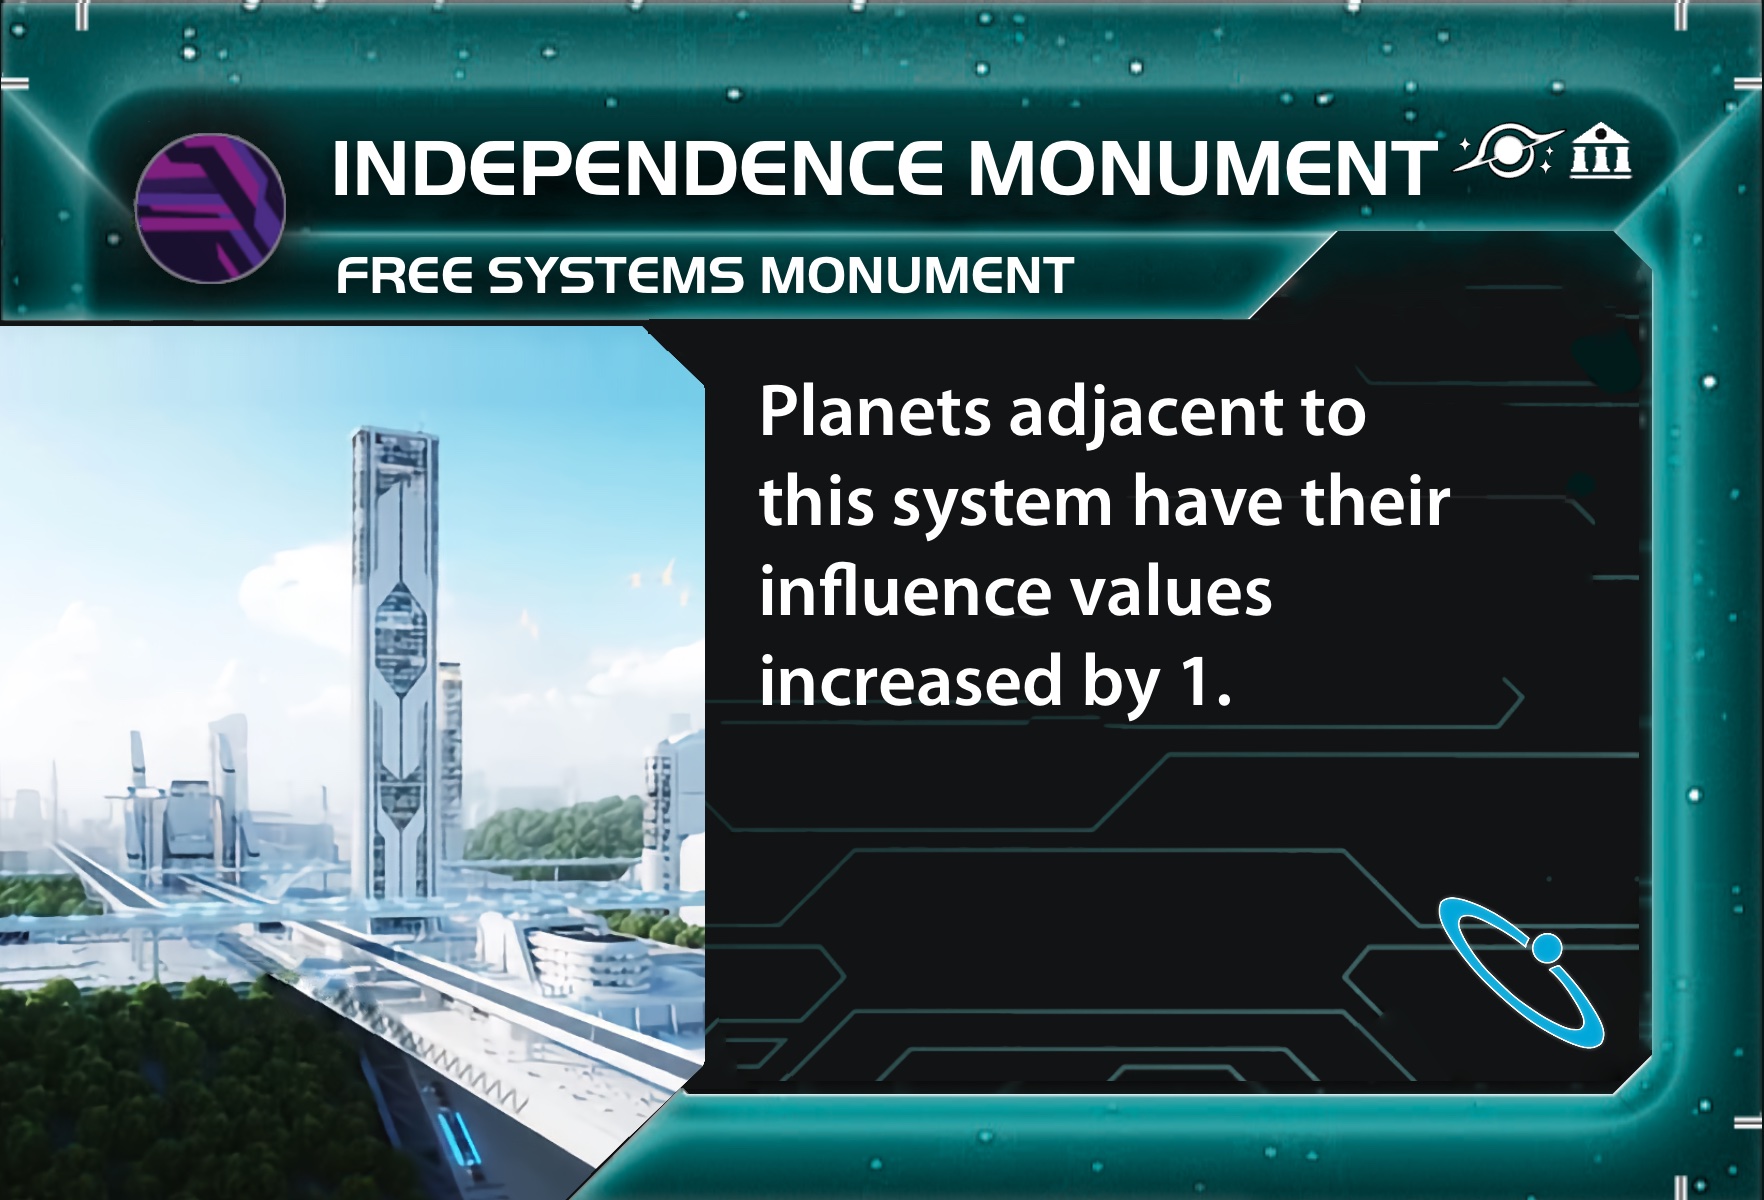 INDEPENDENCE MONUMENT
FREE SYSTEMS MONUMENT
Planets adjacent to
this system have their
influence values
increased by 1.